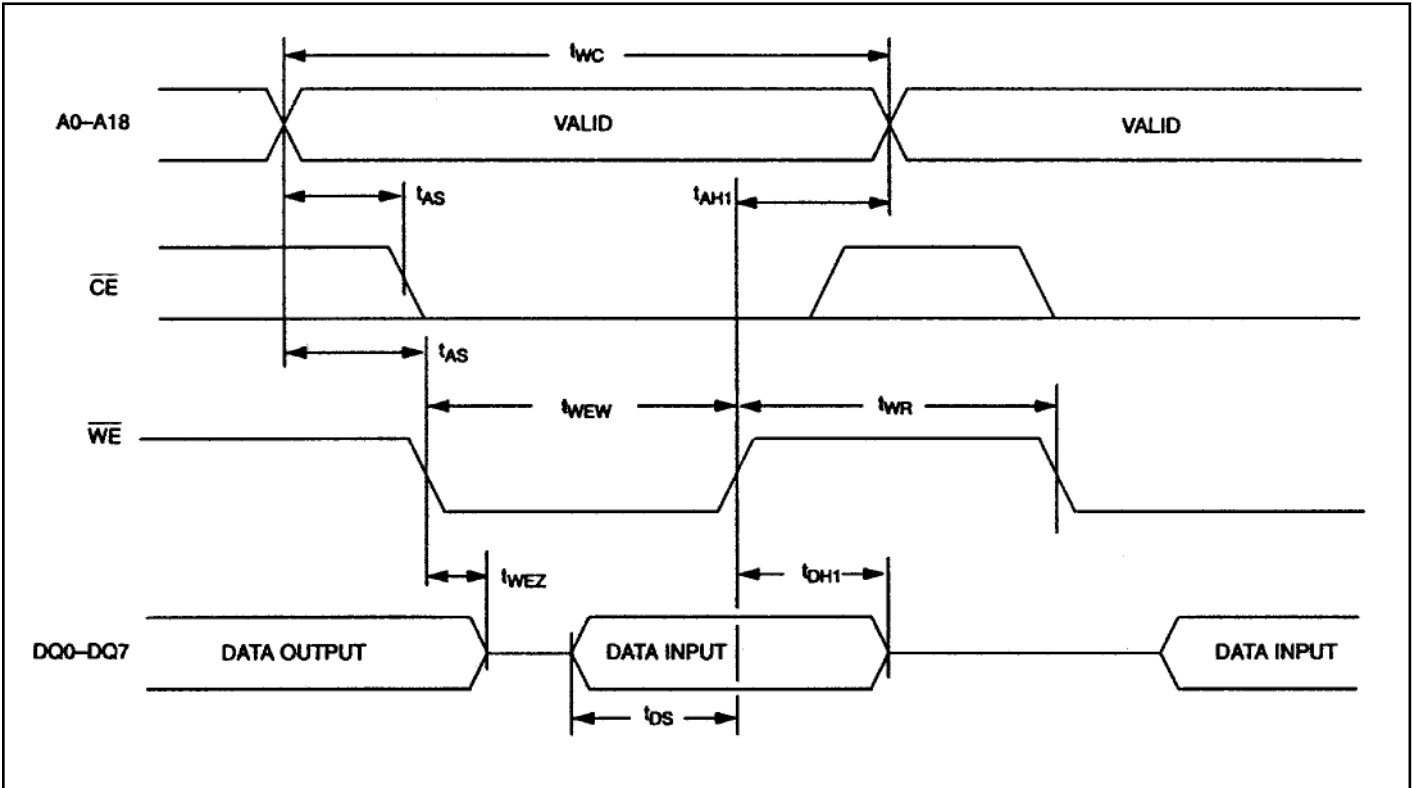 tWC
A0–A18 VALID VALID
tAS tAH1
CE
tAS
tWEW tWR
WE
tWEZ tDH1
DQ0–DQ7 DATA OUTPUT DATA INPUT DATA INPUT
tDS